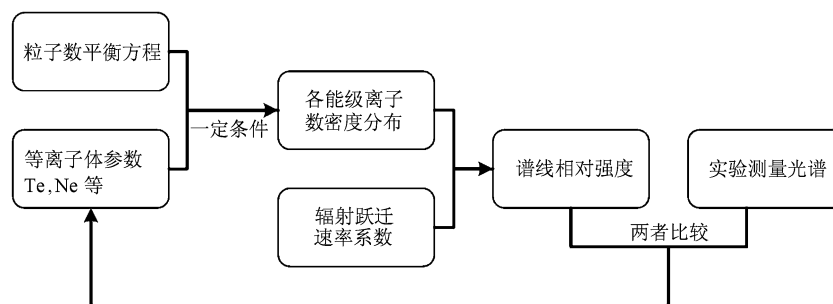 粒子数平衡方程
等离子体参数
Te,Ne 等
一定条件
各能级离子
数密度分布
辐射跃迁
速率系数
谱线相对强度
实验测量光谱
两者比较